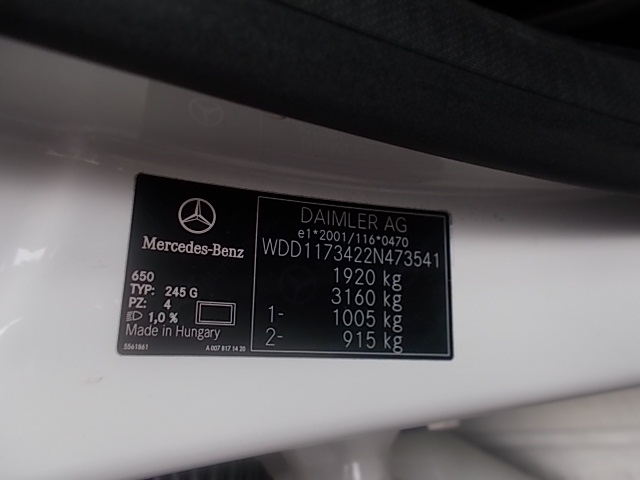 Mercedes-Benz
650
TYP: 245 G
PZ: 4
1,0 %
Made in Hungary
5561861
A 007 817 14 20
DAIMLER AG
e1*2001/116*0470
WDD1173422N473541
1920 kg
3160 kg
1- 1005 kg
2- 915 kg